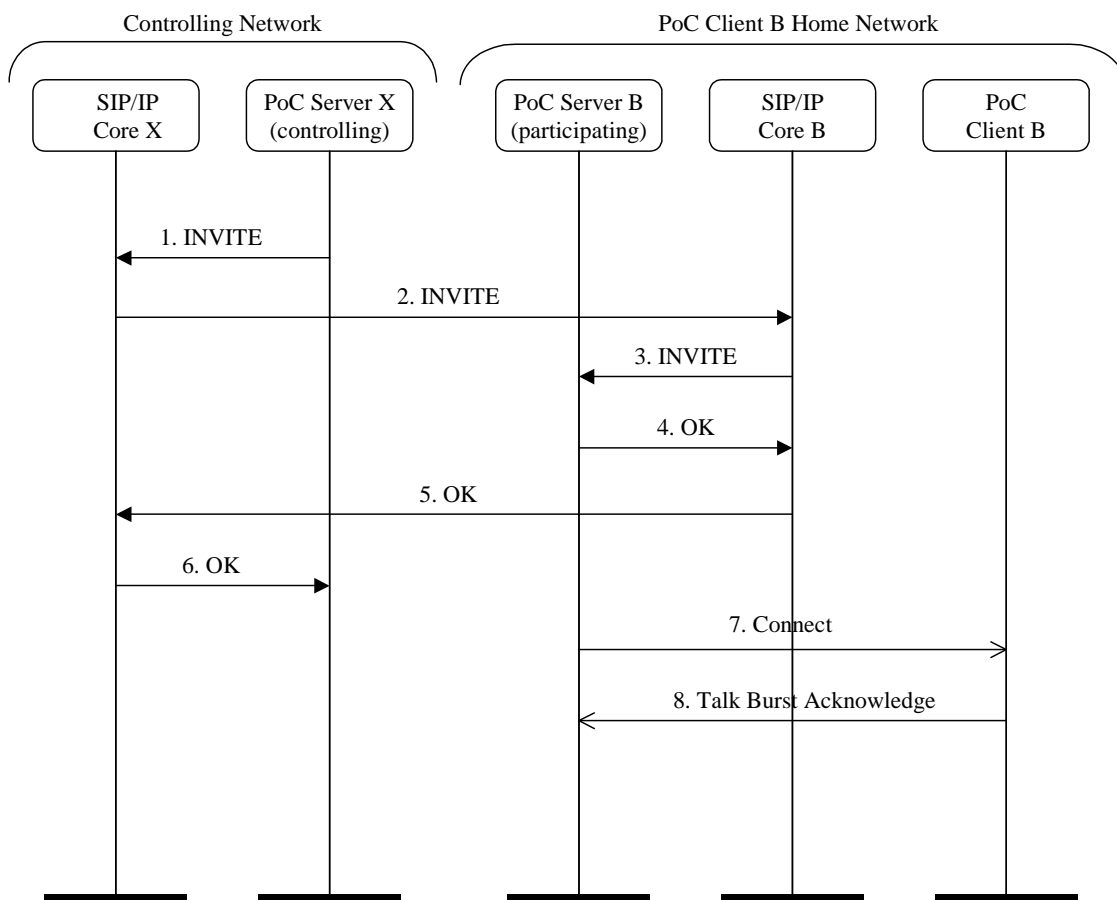 Controlling Network
PoC Client B Home Network
SIP/IP
Core X
PoC Server X
(controlling)
PoC Server B
(participating)
SIP/IP
Core B
PoC
Client B
1. INVITE
2. INVITE
3. INVITE
4. OK
5. OK
6. OK
7. Connect
8. Talk Burst Acknowledge